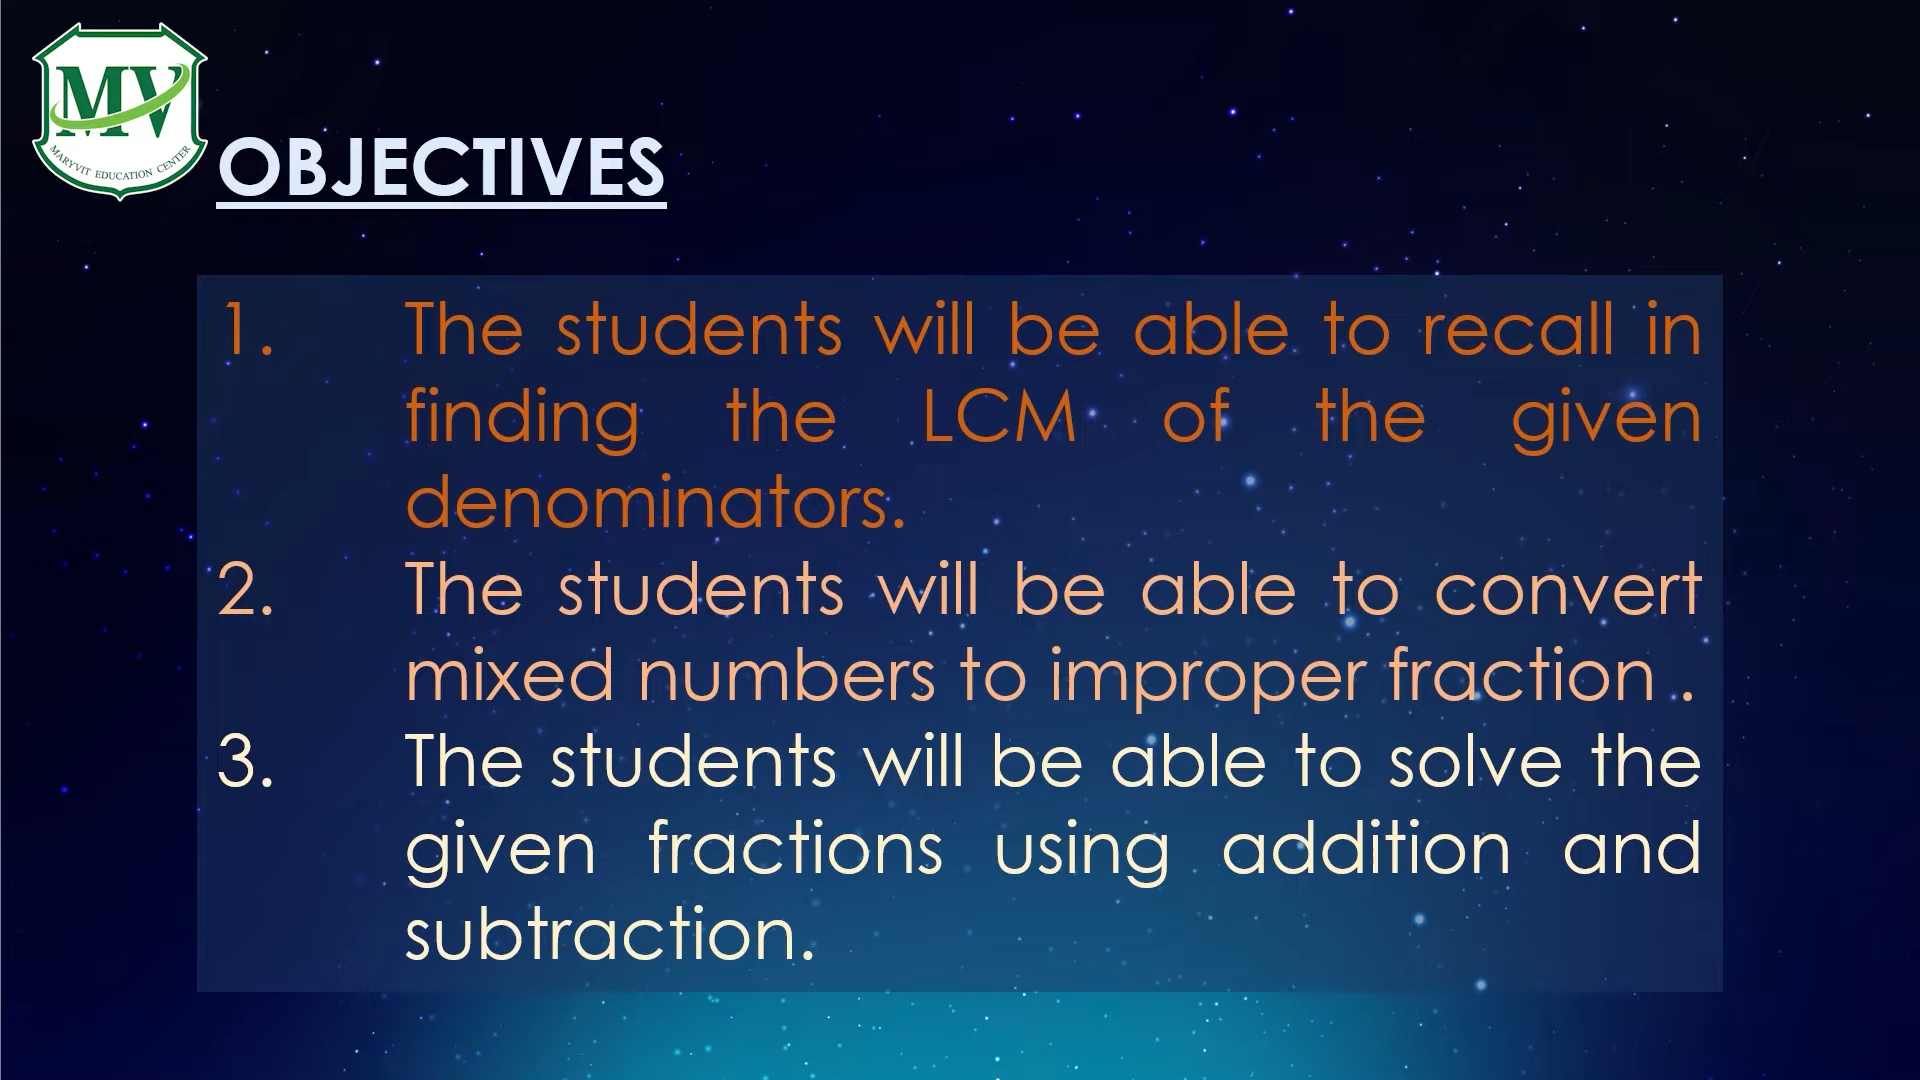 MV
MARYVIT EDUCATION CENTER
OBJECTIVES
1. The students will be able to recall in
finding the LCM of the given
denominators.
2. The students will be able to convert
mixed numbers to improper fraction .
3. The students will be able to solve the
given fractions using addition and
subtraction.